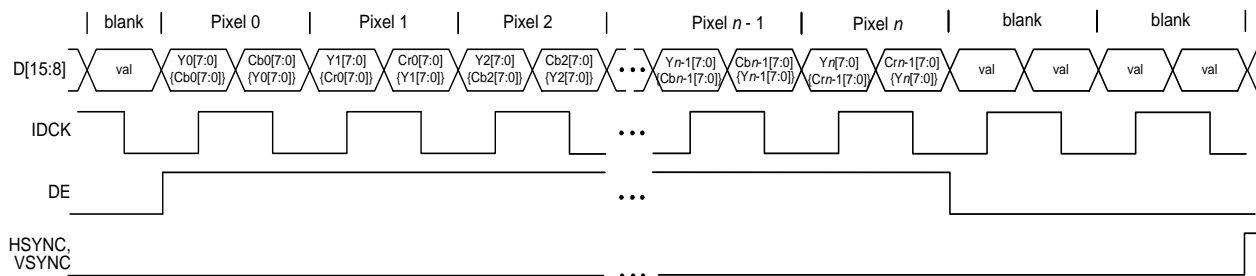 blank Pixel 0 Pixel 1 Pixel 2 Pixel n - 1 Pixel n blank blank
D[15:8]
val
Y0[7:0] Cb0[7:0] Y1[7:0] Cr0[7:0] Y2[7:0] Cb2[7:0] Yn-1[7:0] Cbn-1[7:0] Yn[7:0] Crn-1[7:0]
{Cb0[7:0]} {Y0[7:0]} {Cr0[7:0]} {Y1[7:0]} {Cb2[7:0]} {Y2[7:0]} {Cbn-1[7:0]} {Yn-1[7:0]} {Crn-1[7:0]} {Yn[7:0]}
val val val val
IDCK
DE
HSYNC,
VSYNC